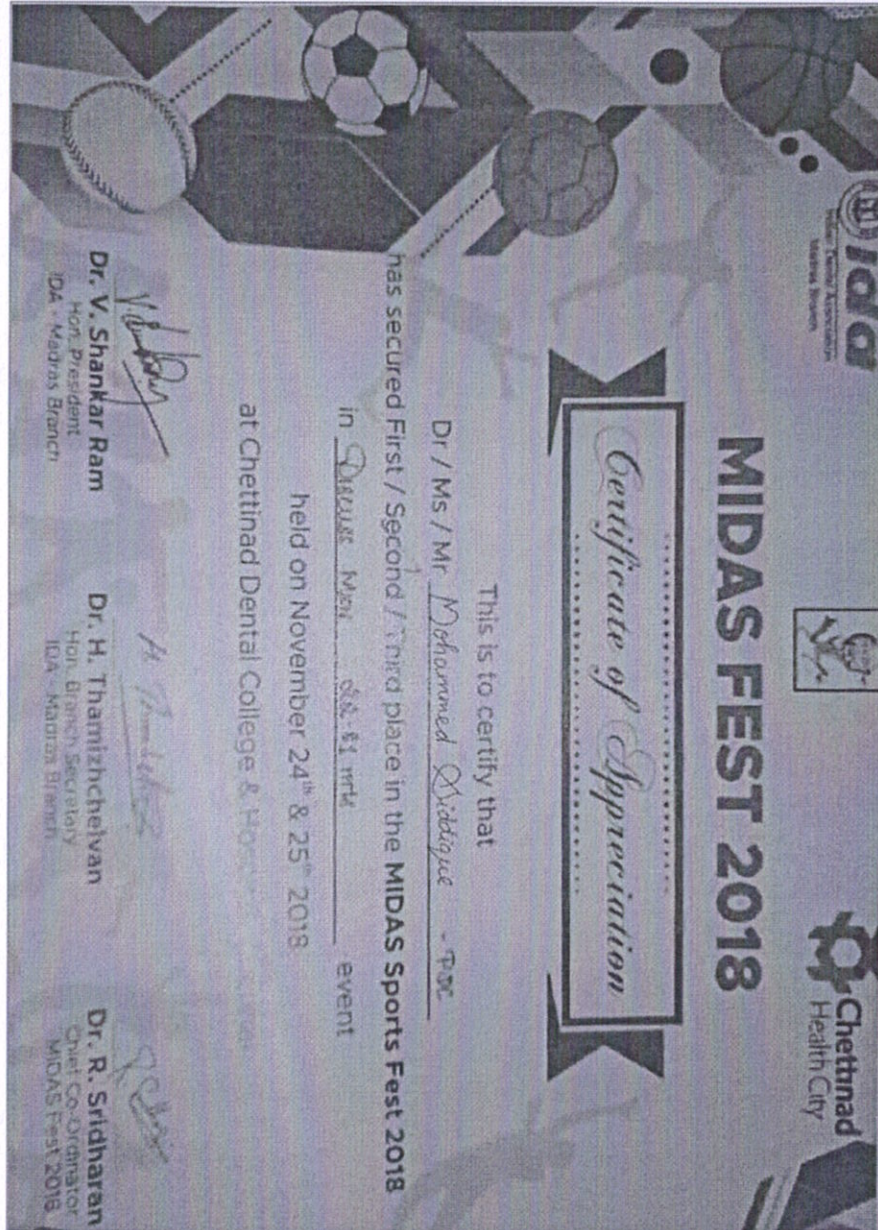 ida
Indian Dental Association
Madras Branch
Chettinad
Health City
MIDAS FEST 2018
Certificate of Appreciation
This is to certify that
Dr / Ms / Mr Mohammed Siddique
has secured First / Second / Third place in the MIDAS Sports Fest 2018
in event
held on November 24th & 25th 2018
at Chettinad Dental College &
Dr. V. Shankar Ram
Hon. President
IDA - Madras Branch
Dr. H. Thamizhchelvan
Hon. Branch Secretary
IDA - Madras Branch
Dr. R. Sridharan
Chief Co-Ordinator
MIDAS Fest 2018